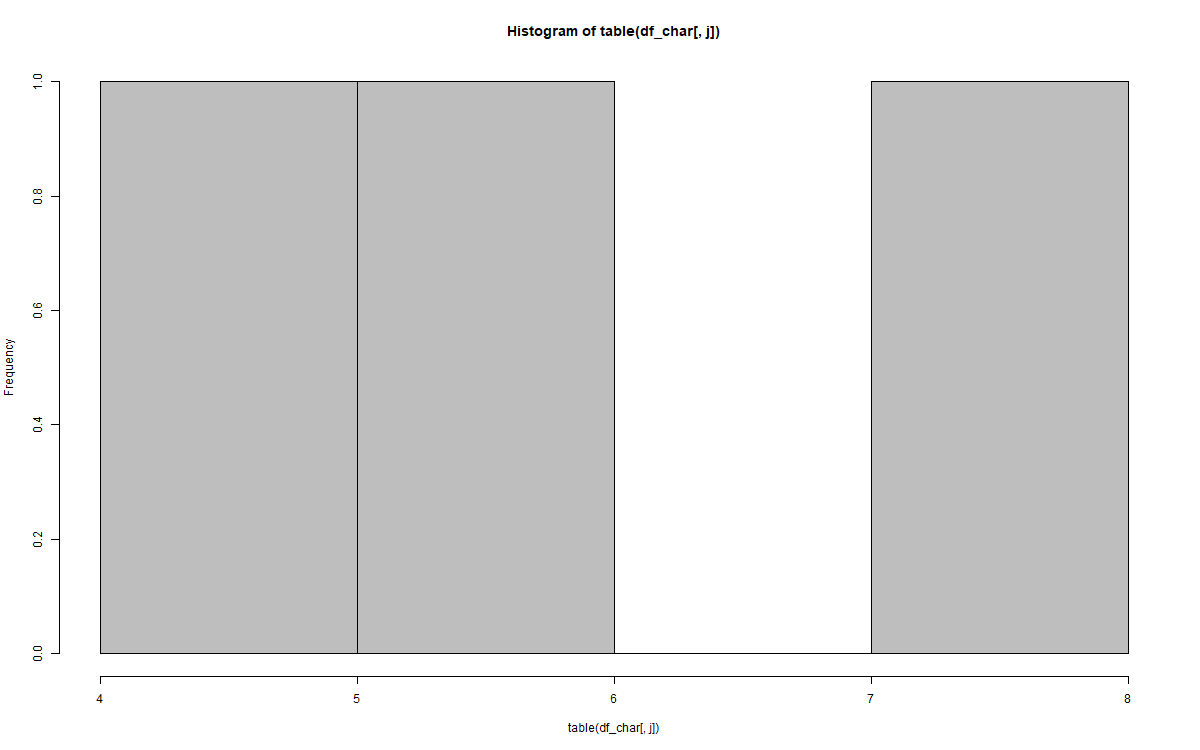 Histogram of table(df_char[, j])
Frequency
1.0
0.8
0.6
0.4
0.2
0.0
4 5 6 7 8
table(df_char[, j])